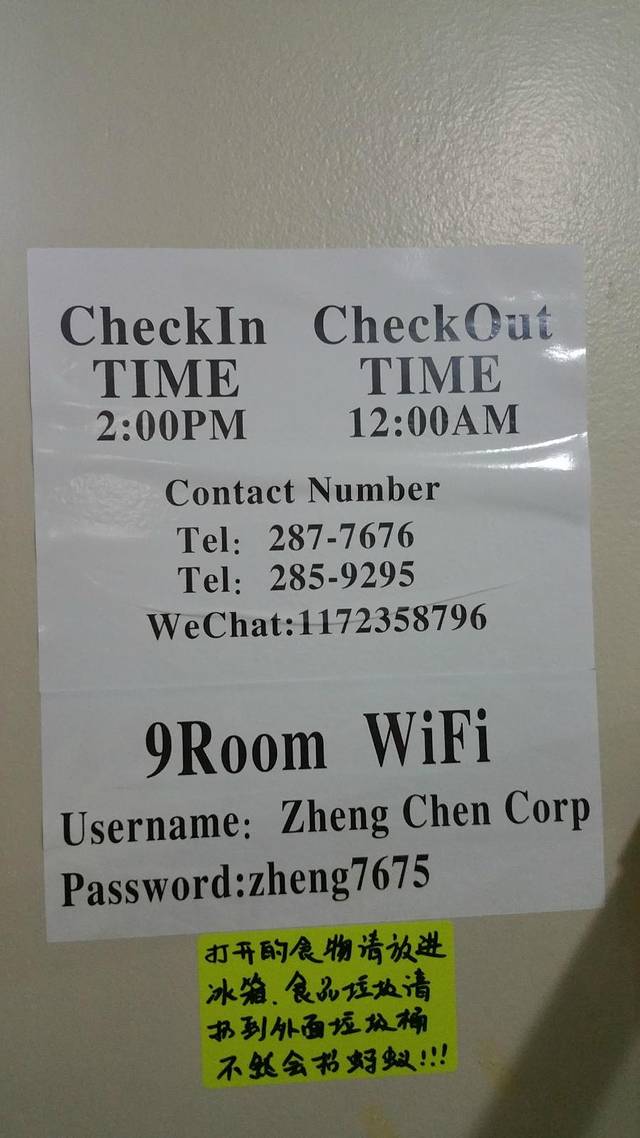 CheckIn CheckOut
TIME TIME
2:00PM 12:00AM
Contact Number
Tel: 287-7676
Tel: 285-9295
WeChat:1172358796
9Room WiFi
Username: Zheng Chen Corp
Password:zheng7675
打开的食物请放进
冰箱、食品垃圾请
扔到外面垃圾桶
不然会招蚂蚁!!!